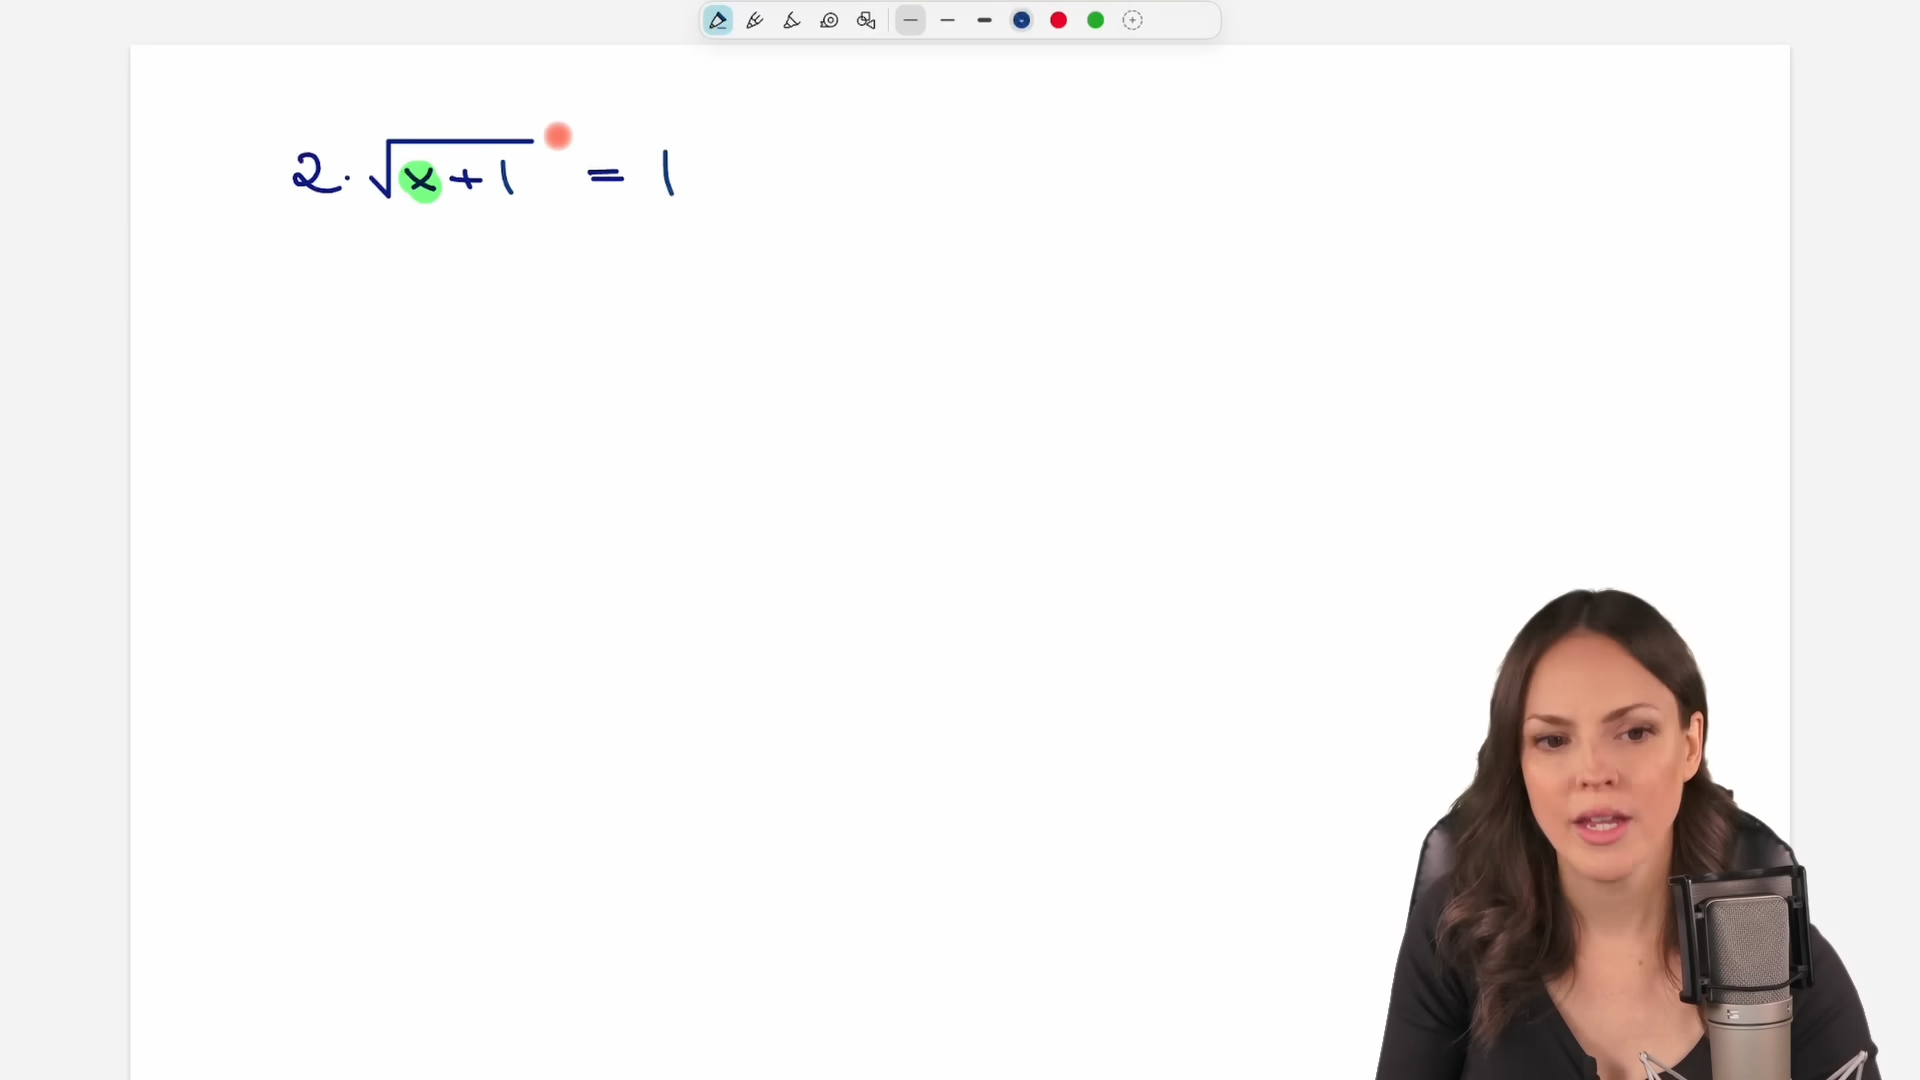 2 · √(x + 1) = 1